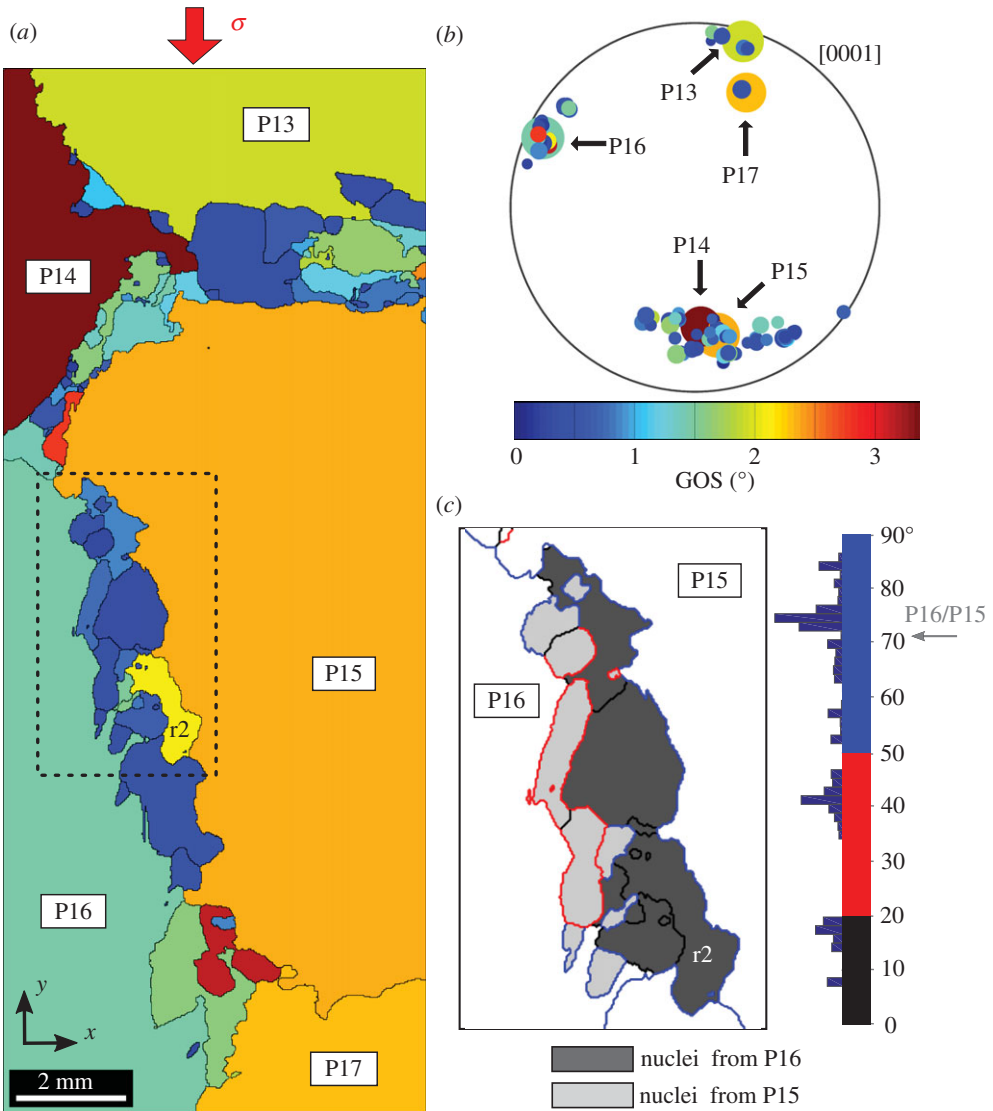 (a)
σ
P13
P14
P15
r2
P16
P17
y
x
2 mm
(b)
[0001]
P13
P17
P16
P14
P15
0 1 2 3
GOS (°)
(c)
P15
P16
r2
90°
80
70
60
50
40
30
20
10
0
P16/P15
nuclei from P16
nuclei from P15